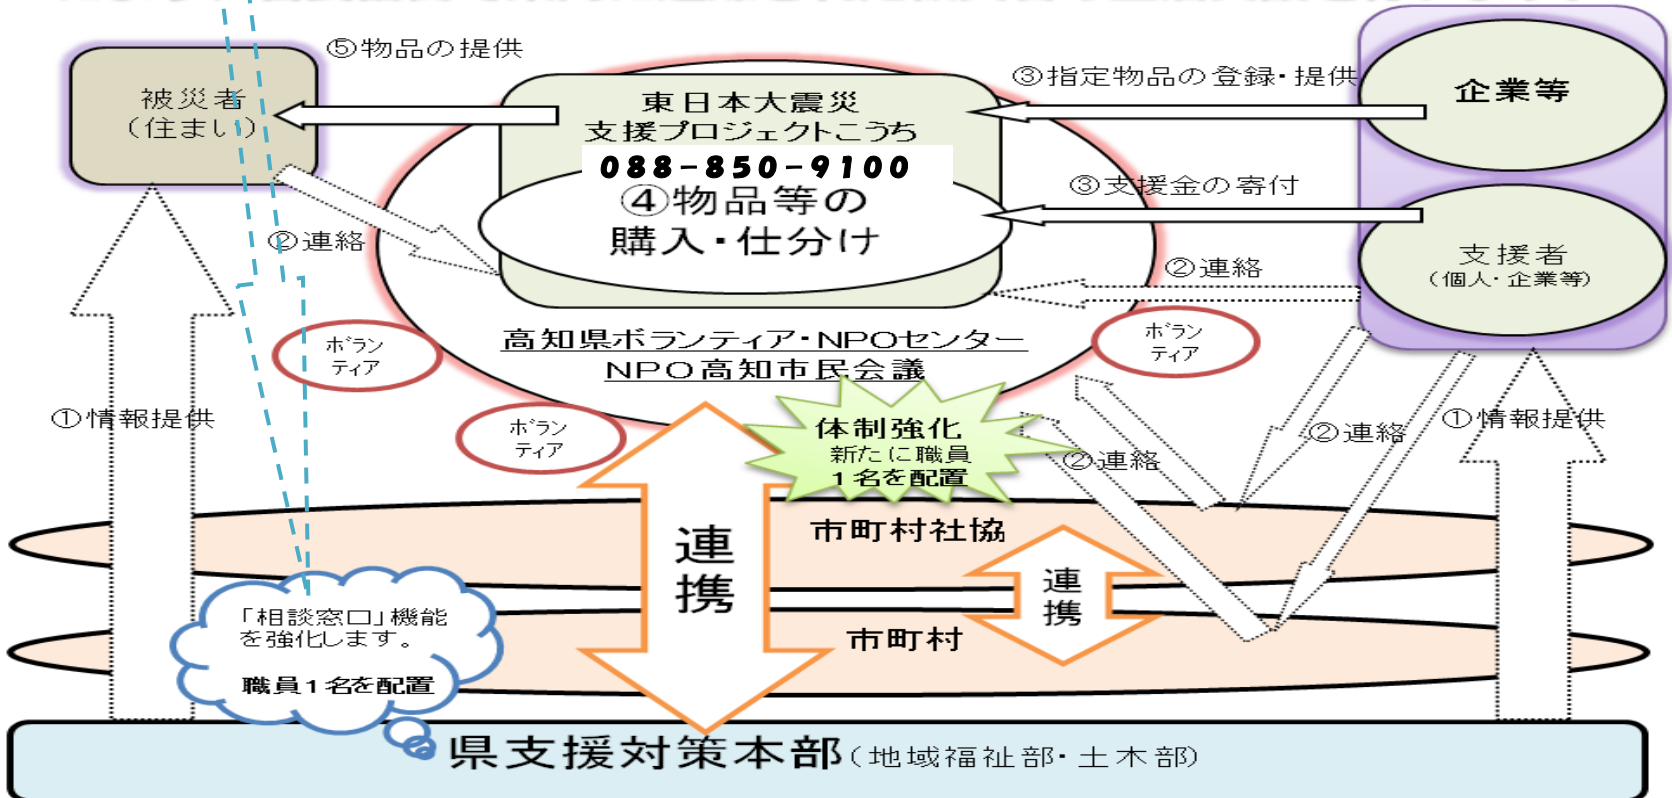 ⑤物品の提供
被災者
(住まい)
東日本大震災
支援プロジェクトこうち
088-850-9100
④物品等の
購入・仕分け
③指定物品の登録・提供
企業等
③支援金の寄付
支援者
(個人・企業等)
②連絡
②連絡
高知県ボランティア・NPOセンター
NPO高知市民会議
ボラン
ティア
ボラン
ティア
ボラン
ティア
①情報提供
体制強化
新たに職員
1名を配置
②連絡
②連絡
①情報提供
市町村社協
連
携
連
携
市町村
「相談窓口」機能
を強化します。
職員1名を配置
県支援対策本部(地域福祉部・土木部)